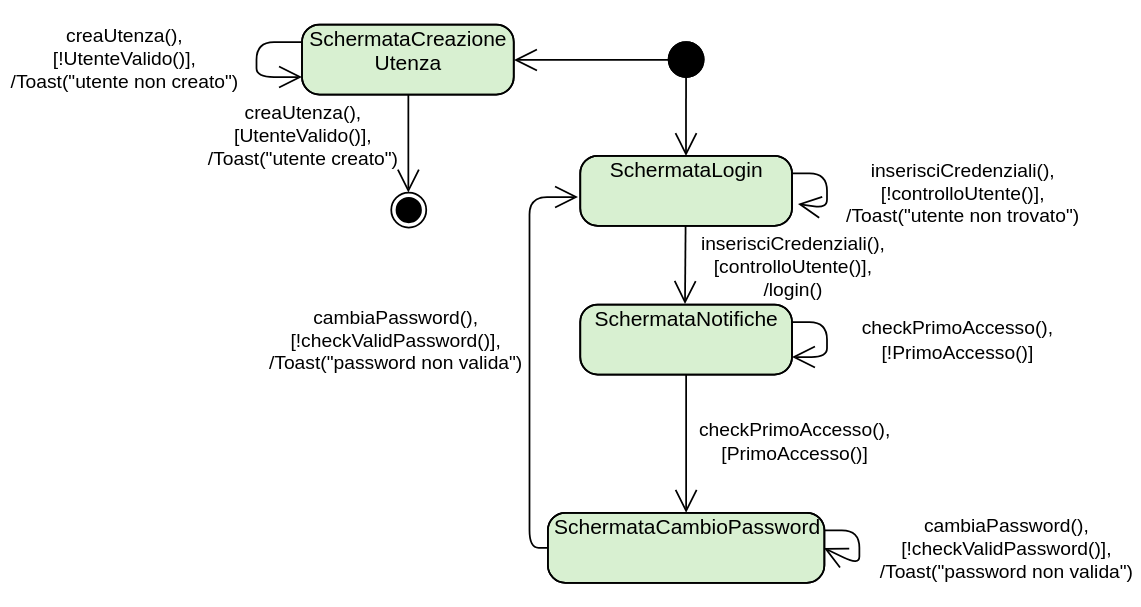 creaUtenza(),
[!UtenteValido()],
/Toast("utente non creato")
SchermataCreazione
Utenza
creaUtenza(),
[UtenteValido()],
/Toast("utente creato")
SchermataLogin
inserisciCredenziali(),
[!controlloUtente()],
/Toast("utente non trovato")
inserisciCredenziali(),
[controlloUtente()],
/login()
SchermataNotifiche
checkPrimoAccesso(),
[!PrimoAccesso()]
cambiaPassword(),
[!checkValidPassword()],
/Toast("password non valida")
checkPrimoAccesso(),
[PrimoAccesso()]
SchermataCambioPassword
cambiaPassword(),
[!checkValidPassword()],
/Toast("password non valida")